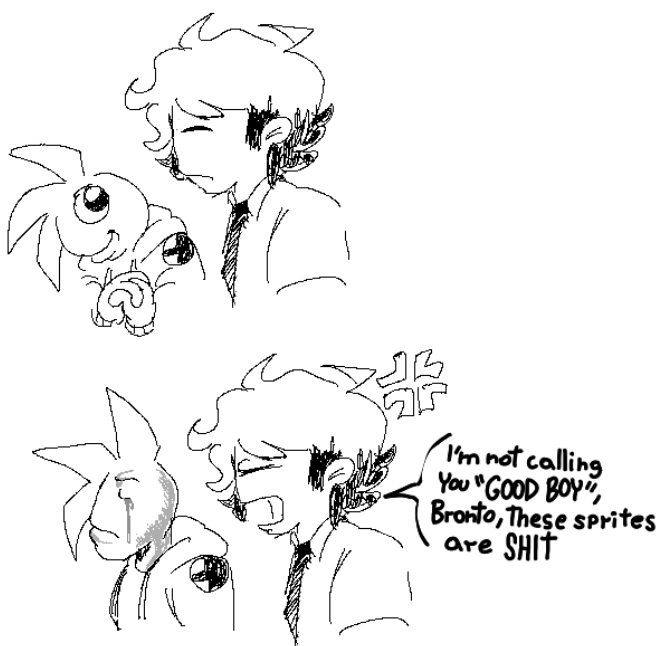 I'm not calling
You "GOOD BOY",
Bronto, These sprites
are SHIT